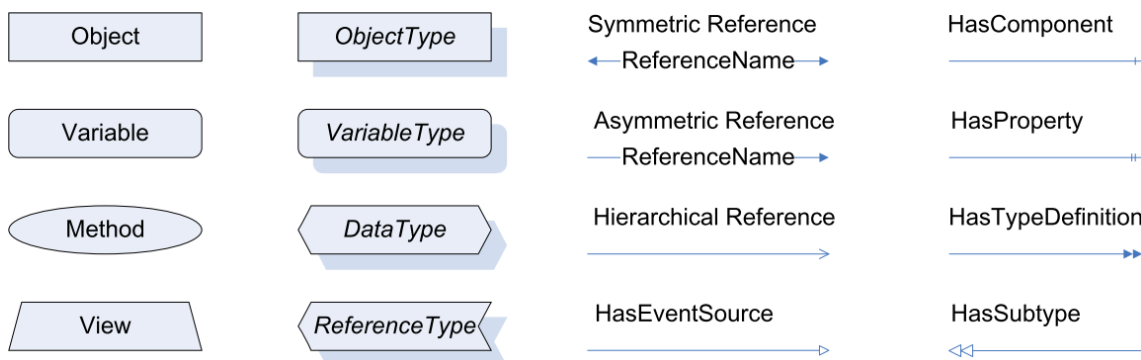 Object
ObjectType
Symmetric Reference
ReferenceName
HasComponent
Variable
VariableType
Asymmetric Reference
ReferenceName
HasProperty
Method
DataType
Hierarchical Reference
HasTypeDefinition
View
ReferenceType
HasEventSource
HasSubtype